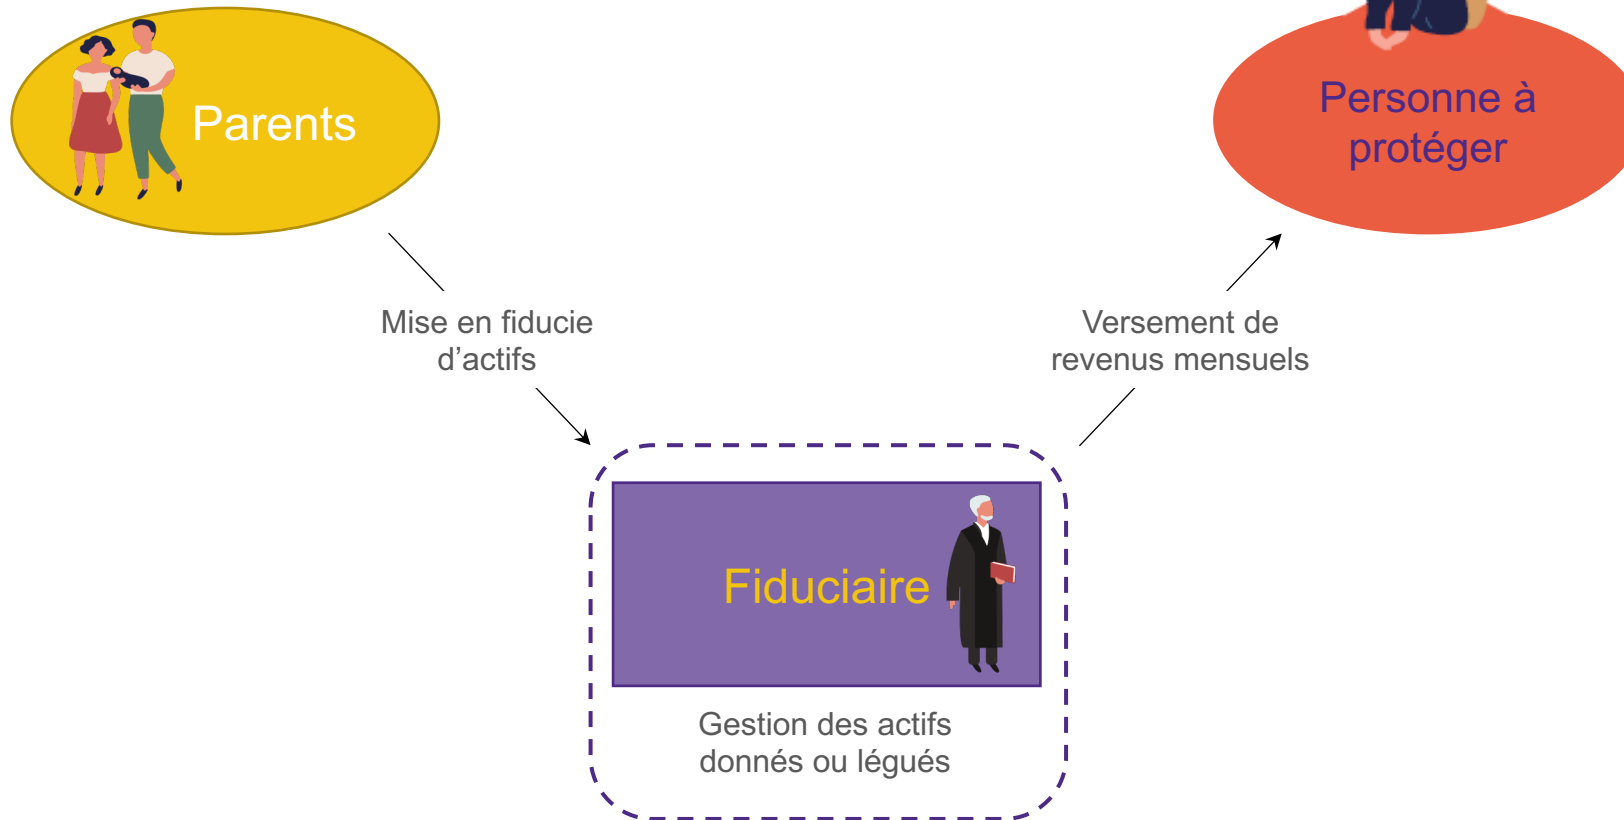 Parents
Personne à
protéger
Mise en fiducie
d’actifs
Versement de
revenus mensuels
Fiduciaire
Gestion des actifs
donnés ou légués